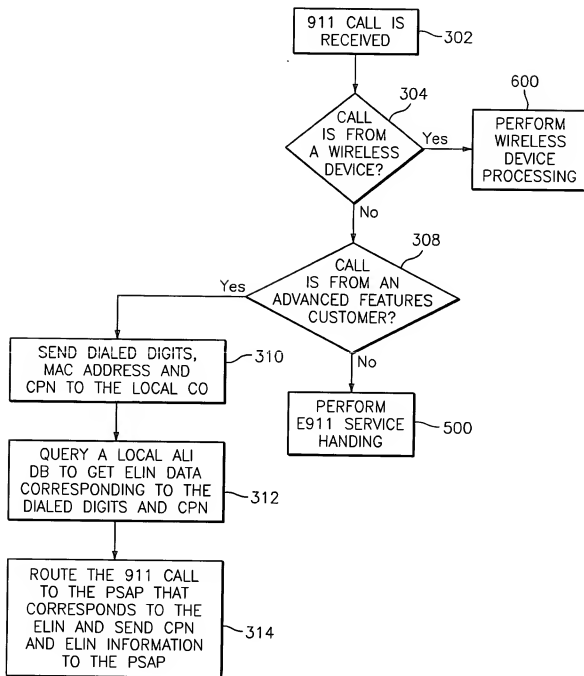 911 CALL IS
RECEIVED
302
304
CALL
IS FROM
A WIRELESS
DEVICE?
Yes
600
PERFORM
WIRELESS
DEVICE
PROCESSING
No
308
CALL
IS FROM AN
ADVANCED FEATURES
CUSTOMER?
Yes
No
SEND DIALED DIGITS,
MAC ADDRESS AND
CPN TO THE LOCAL CO
310
PERFORM
E911 SERVICE
HANDING
500
QUERY A LOCAL ALI
DB TO GET ELIN DATA
CORRESPONDING TO THE
DIALED DIGITS AND CPN
312
ROUTE THE 911 CALL
TO THE PSAP THAT
CORRESPONDS TO THE
ELIN AND SEND CPN
AND ELIN INFORMATION
TO THE PSAP
314